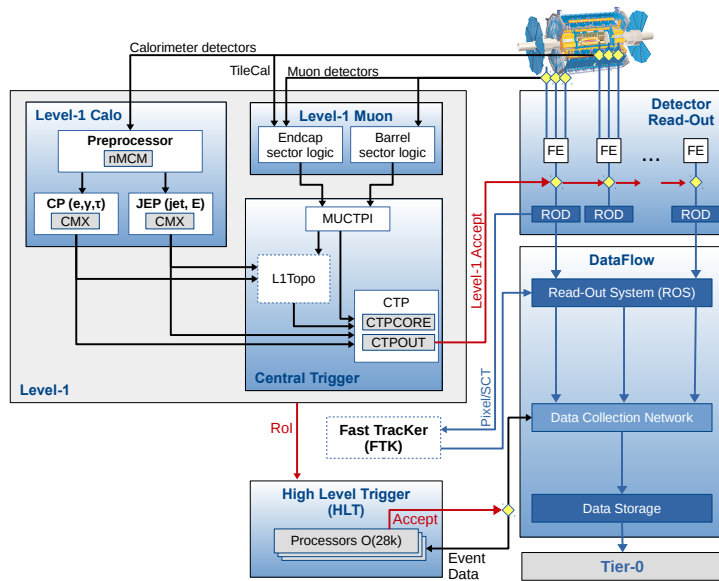 Calorimeter detectors
TileCal
Muon detectors
Level-1 Calo
Preprocessor
nMCM
CP (e,γ,τ)
CMX
JEP (jet, E)
CMX
Level-1 Muon
Endcap
sector logic
Barrel
sector logic
MUCTPI
L1Topo
CTP
CTPCORE
CTPOUT
Central Trigger
Level-1
Level-1 Accept
Detector
Read-Out
FE
FE
...
FE
ROD
ROD
ROD
DataFlow
Read-Out System (ROS)
Data Collection Network
Data Storage
Tier-0
Pixel/SCT
RoI
Fast TracKer
(FTK)
High Level Trigger
(HLT)
Accept
Processors O(28k)
Event
Data